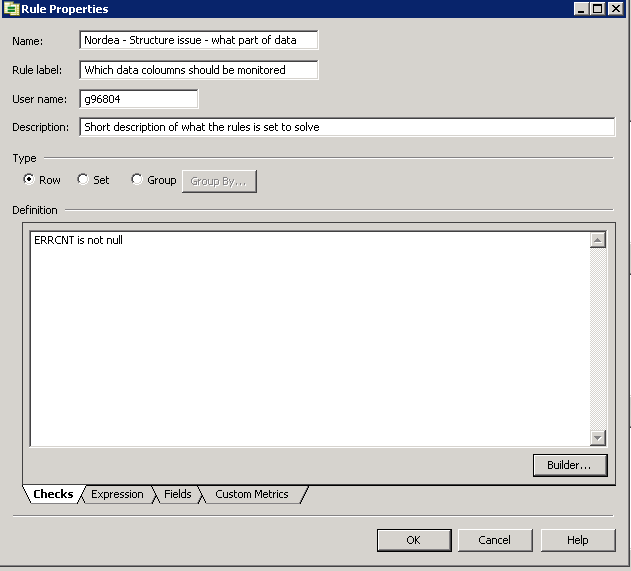 Rule Properties
Name: Nordea - Structure issue - what part of data
Rule label: Which data coloumns should be monitored
User name: g96804
Description: Short description of what the rules is set to solve
Type
Row Set Group Group By...
Definition
ERRCNT is not null
Builder...
Checks Expression Fields Custom Metrics
OK Cancel Help